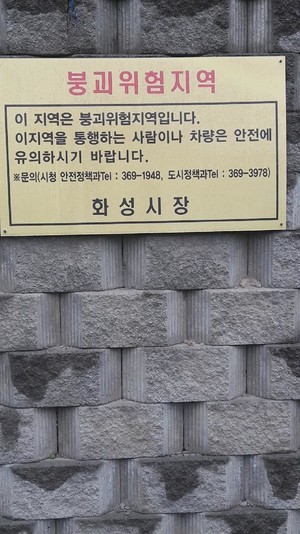 붕괴위험지역
이 지역은 붕괴위험지역입니다.
이지역을 통행하는 사람이나 차량은 안전에
유의하시기 바랍니다.
※문의(시청 안전정책과Tel : 369-1948, 도시정책과Tel : 369-3978)
화성시장